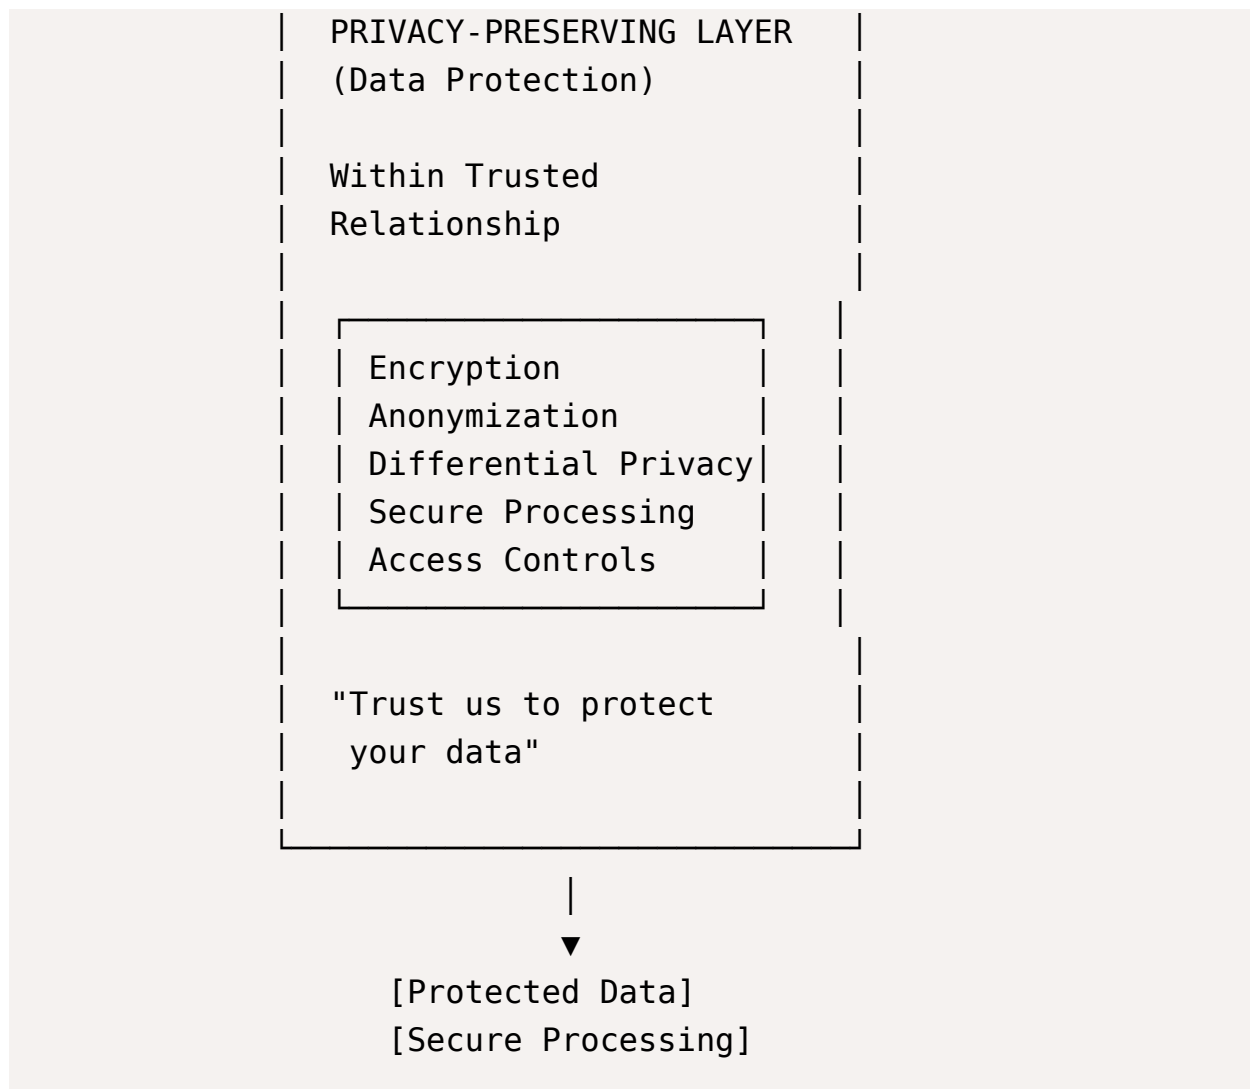 PRIVACY-PRESERVING LAYER
(Data Protection)
Within Trusted
Relationship
Encryption
Anonymization
Differential Privacy
Secure Processing
Access Controls
"Trust us to protect
your data"
[Protected Data]
[Secure Processing]